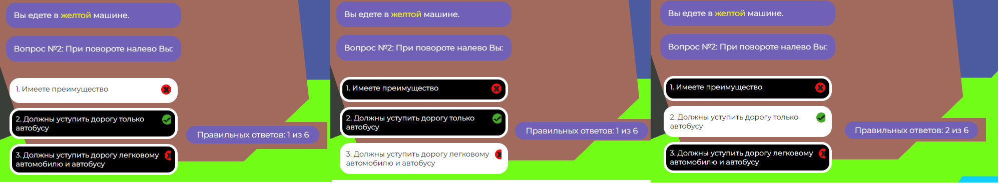 Вы едете в желтой машине.
Вопрос №2: При повороте налево Вы:
1. Имеете преимущество
2. Должны уступить дорогу только
автобусу
3. Должны уступить дорогу легковому
автомобилю и автобусу
Правильных ответов: 1 из 6
Вы едете в желтой машине.
Вопрос №2: При повороте налево Вы:
1. Имеете преимущество
2. Должны уступить дорогу только
автобусу
3. Должны уступить дорогу легковому
автомобилю и автобусу
Правильных ответов: 1 из 6
Вы едете в желтой машине.
Вопрос №2: При повороте налево Вы:
1. Имеете преимущество
2. Должны уступить дорогу только
автобусу
3. Должны уступить дорогу легковому
автомобилю и автобусу
Правильных ответов: 2 из 6